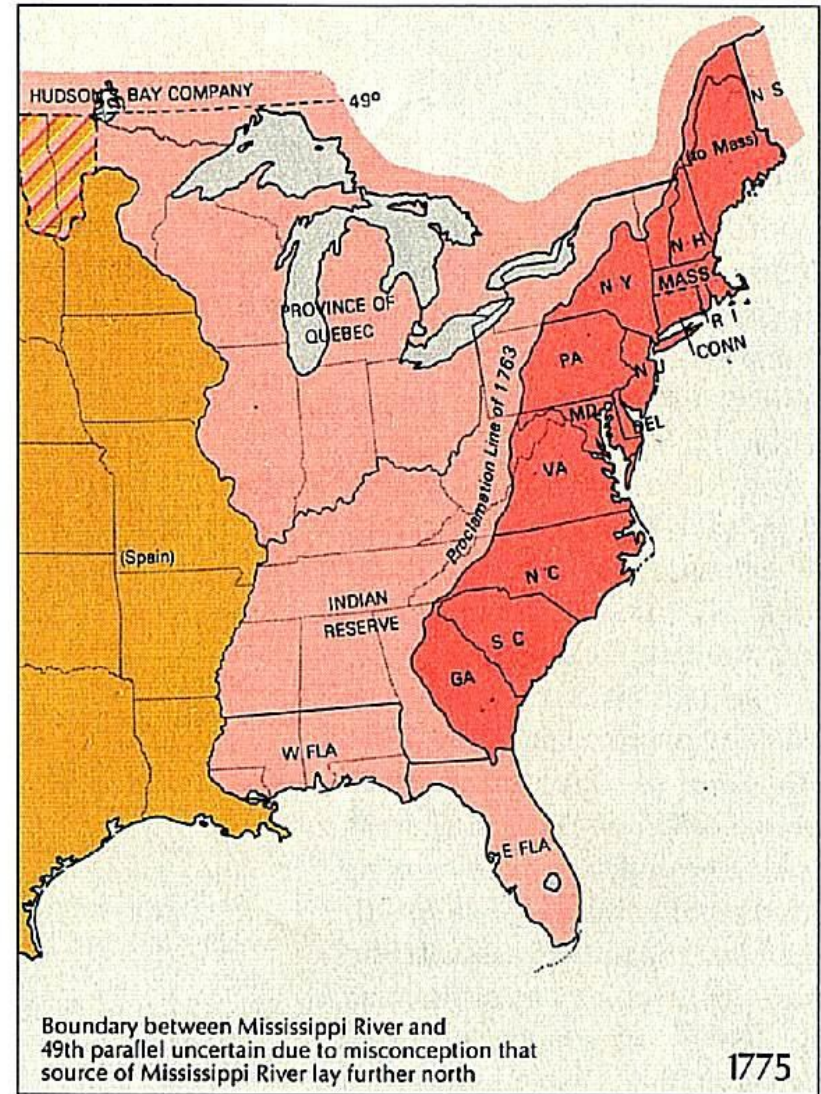 HUDSON'S BAY COMPANY
49º
N S
(to Mass)
N H
N Y
MASS
R I
CONN
PROVINCE OF
QUEBEC
PA
N J
MD
DEL
Proclamation Line of 1763
VA
(Spain)
N C
INDIAN
RESERVE
S C
GA
W FLA
E FLA
Boundary between Mississippi River and
49th parallel uncertain due to misconception that
source of Mississippi River lay further north
1775